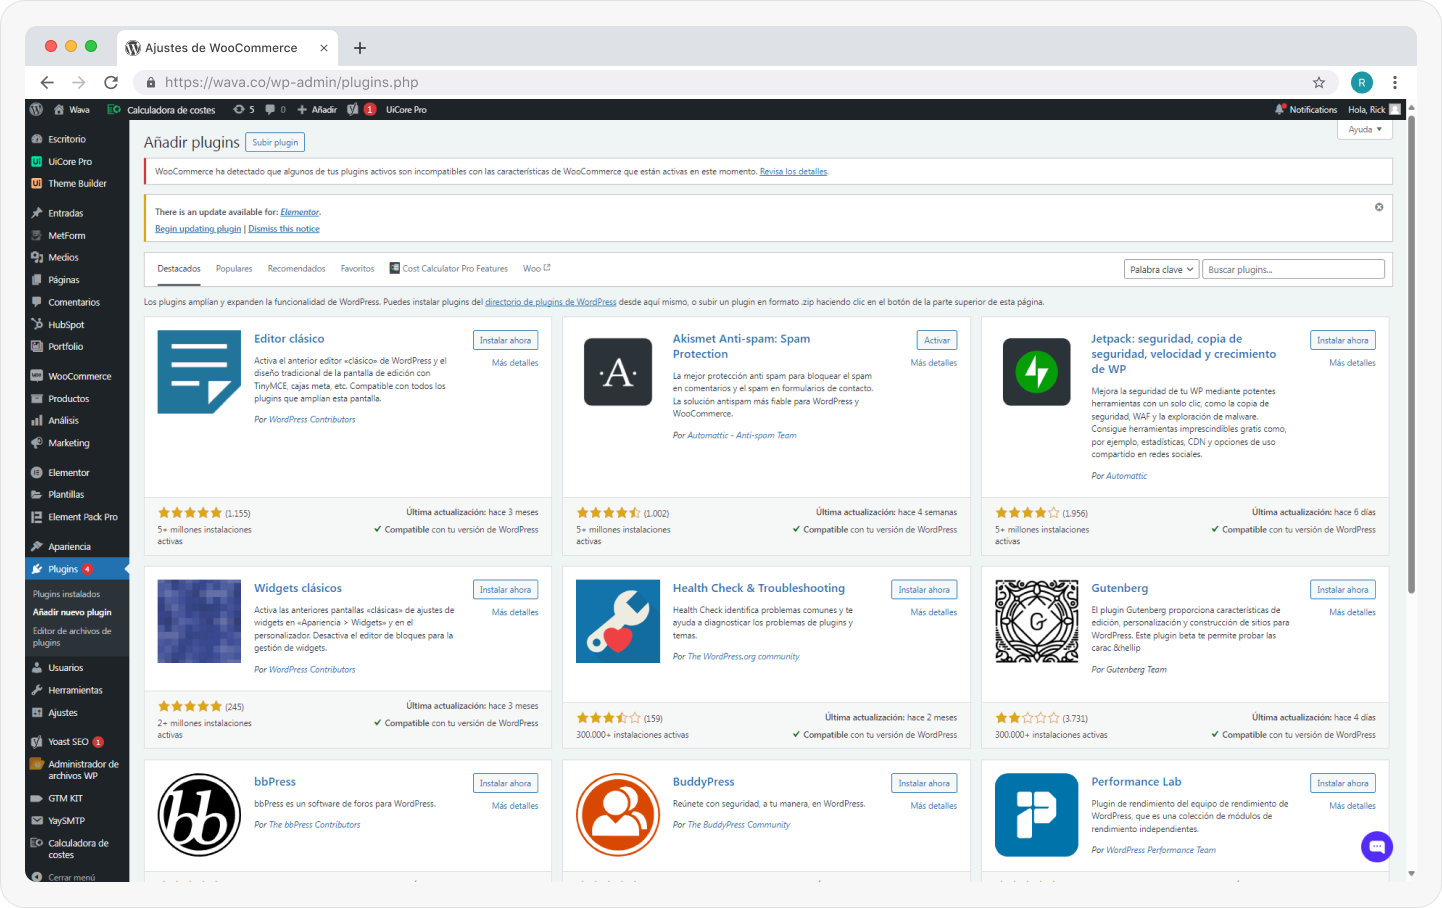 Ajustes de WooCommerce
https://wava.co/wp-admin/plugins.php
R
Wava
Calculadora de costes
5
0
Añadir
1
UiCore Pro
Notifications
Hola, Rick
Escritorio
UiCore Pro
Theme Builder
Entradas
MetForm
Medios
Páginas
Comentarios
HubSpot
Portfolio
WooCommerce
Productos
Análisis
Marketing
Elementor
Plantillas
Element Pack Pro
Apariencia
Plugins 4
Plugins instalados
Añadir nuevo plugin
Editor de archivos de
plugins
Usuarios
Herramientas
Ajustes
Yoast SEO 1
Administrador de
archivos WP
GTM KIT
YaySMTP
Calculadora de
costes
Cerrar menú
Añadir plugins
Subir plugin
Ayuda
WooCommerce ha detectado que algunos de tus plugins activos son incompatibles con las características de WooCommerce que están activas en este momento. Revisa los detalles.
There is an update available for: Elementor.
Begin updating plugin | Dismiss this notice
Destacados
Populares
Recomendados
Favoritos
Cost Calculator Pro Features
Woo
Palabra clave
Buscar plugins...
Los plugins amplían y expanden la funcionalidad de WordPress. Puedes instalar plugins del directorio de plugins de WordPress desde aquí mismo, o subir un plugin en formato .zip haciendo clic en el botón de la parte superior de esta página.
Editor clásico
Instalar ahora
Más detalles
Activa el anterior editor «clásico» de WordPress y el
diseño tradicional de la pantalla de edición con
TinyMCE, cajas meta, etc. Compatible con todos los
plugins que amplían esta pantalla.
Por WordPress Contributors
(1.155)
5+ millones instalaciones
activas
Última actualización: hace 3 meses
Compatible con tu versión de WordPress
·A·
Akismet Anti-spam: Spam
Protection
Activar
Más detalles
La mejor protección anti spam para bloquear el spam
en comentarios y el spam en formularios de contacto.
La solución antispam más fiable para WordPress y
WooCommerce.
Por Automattic - Anti-spam Team
(1.002)
5+ millones instalaciones
activas
Última actualización: hace 4 semanas
Compatible con tu versión de WordPress
Jetpack: seguridad, copia de
seguridad, velocidad y crecimiento
de WP
Instalar ahora
Más detalles
Mejora la seguridad de tu WP mediante potentes
herramientas con un solo clic, como la copia de
seguridad, WAF y la exploración de malware.
Consigue herramientas imprescindibles gratis como,
por ejemplo, estadísticas, CDN y opciones de uso
compartido en redes sociales.
Por Automattic
(1.956)
5+ millones instalaciones
activas
Última actualización: hace 6 días
Compatible con tu versión de WordPress
Widgets clásicos
Instalar ahora
Más detalles
Activa las anteriores pantallas «clásicas» de ajustes de
widgets en «Apariencia > Widgets» y en el
personalizador. Desactiva el editor de bloques para la
gestión de widgets.
Por WordPress Contributors
(245)
2+ millones instalaciones
activas
Última actualización: hace 3 meses
Compatible con tu versión de WordPress
Health Check & Troubleshooting
Instalar ahora
Más detalles
Health Check identifica problemas comunes y te
ayuda a diagnosticar los problemas de plugins y
temas.
Por The WordPress.org community
(159)
300.000+ instalaciones activas
Última actualización: hace 2 meses
Compatible con tu versión de WordPress
G
Gutenberg
Instalar ahora
Más detalles
El plugin Gutenberg proporciona características de
edición, personalización y construcción de sitios para
WordPress. Este plugin beta te permite probar las
carac &hellip
Por Gutenberg Team
(3.731)
300.000+ instalaciones activas
Última actualización: hace 4 días
Compatible con tu versión de WordPress
bb
bbPress
Instalar ahora
Más detalles
bbPress es un software de foros para WordPress.
Por The bbPress Contributors
BuddyPress
Instalar ahora
Más detalles
Reúnete con seguridad, a tu manera, en WordPress.
Por The BuddyPress Community
Performance Lab
Instalar ahora
Más detalles
Plugin de rendimiento del equipo de rendimiento de
WordPress, que es una colección de módulos de
rendimiento independientes.
Por WordPress Performance Team